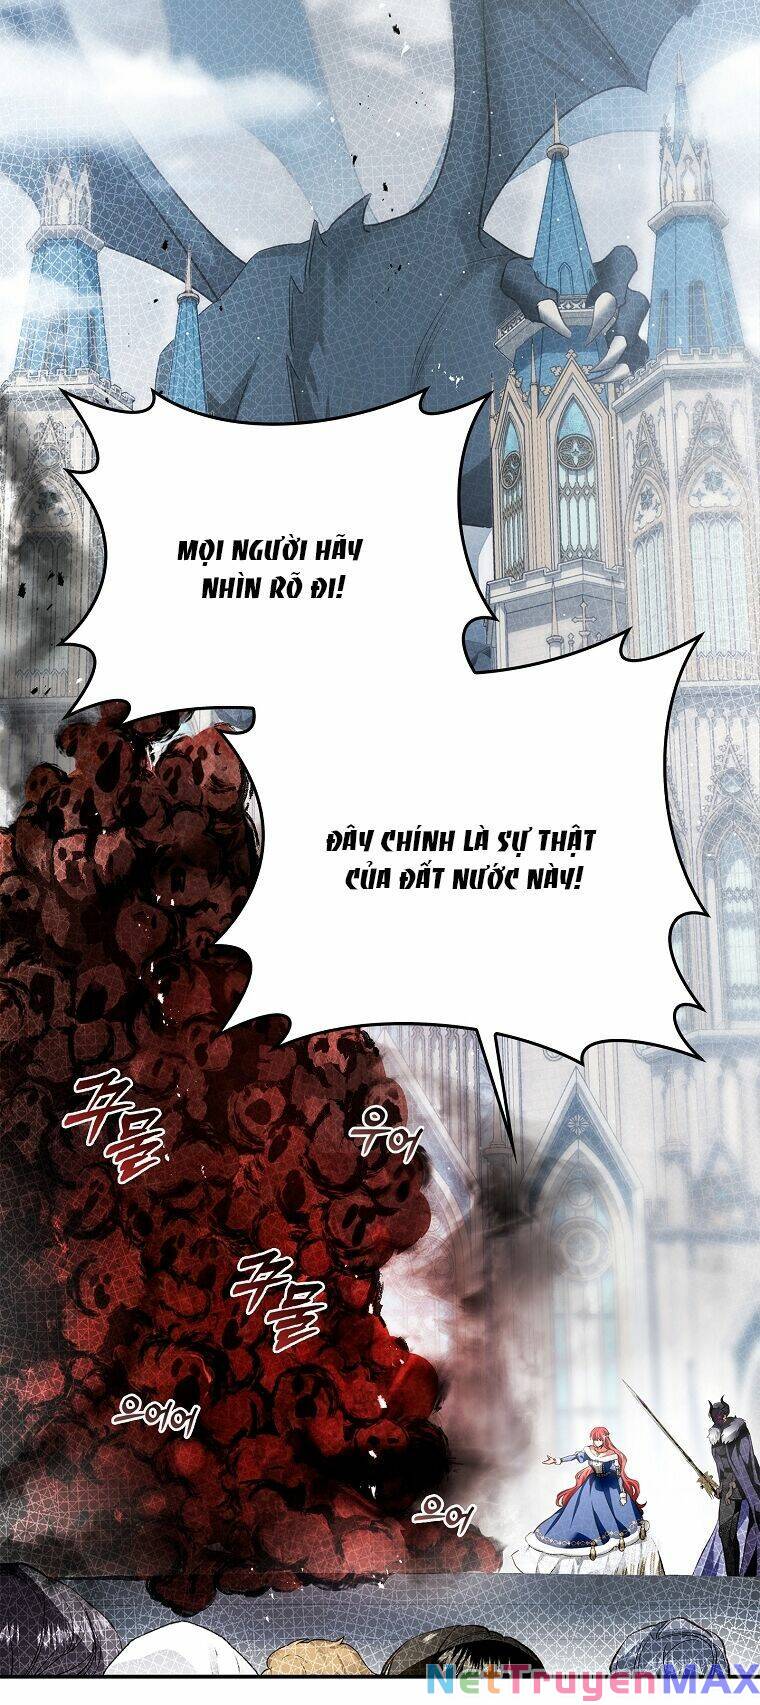 MỌI NGƯỜI HÃY
NHÌN RÕ ĐI!
ĐÂY CHÍNH LÀ SỰ THẬT
CỦA ĐẤT NƯỚC NÀY!
꾸물
우어
꾸물
으어어
으어
NETTRUYENMAX